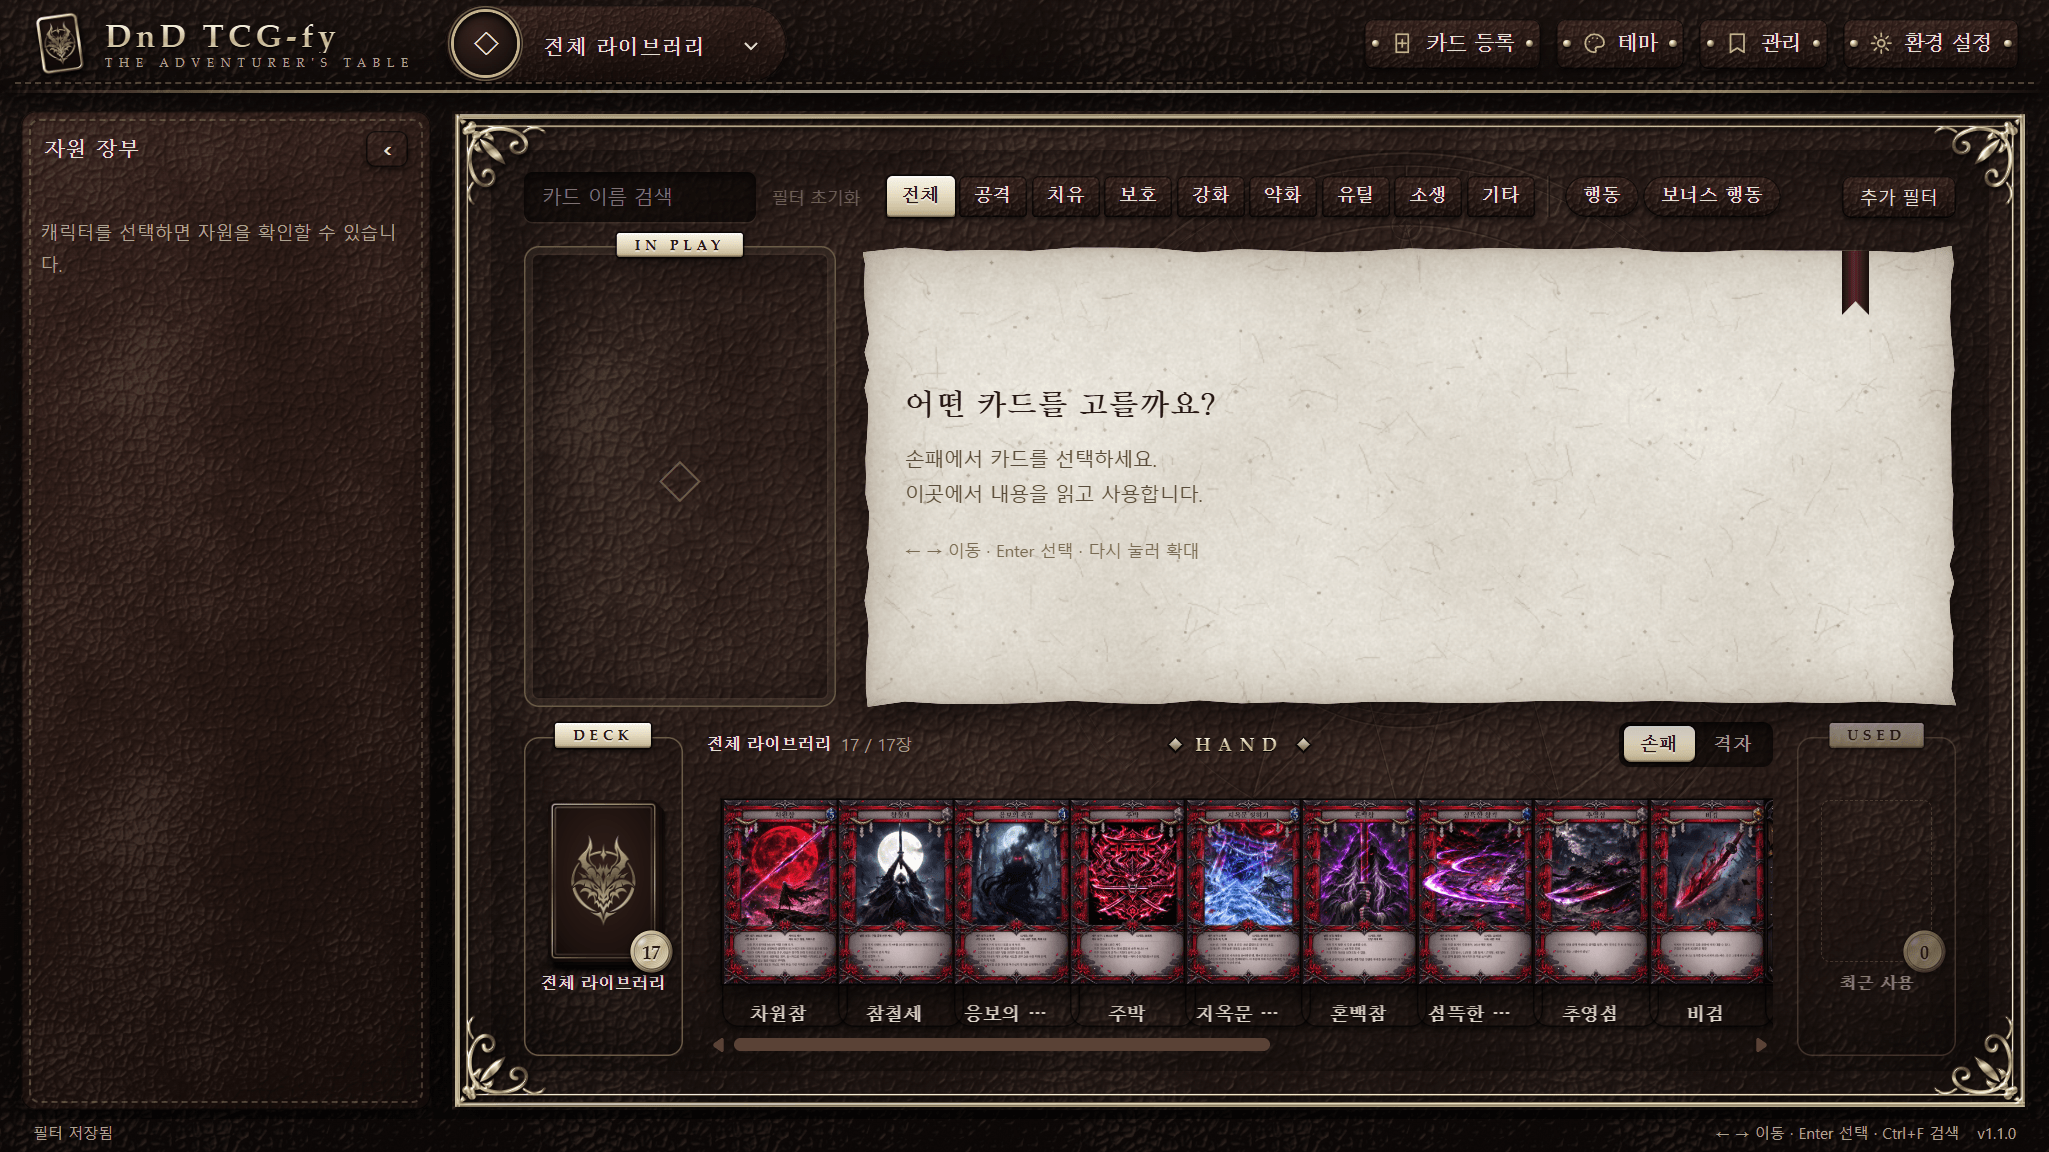 DnD TCG-fy
THE ADVENTURER'S TABLE
전체 라이브러리
카드 등록
테마
관리
환경 설정
자원 장부
캐릭터를 선택하면 자원을 확인할 수 있습니
다.
카드 이름 검색
필터 초기화
전체
공격
치유
보호
강화
약화
유틸
소생
기타
행동
보너스 행동
추가 필터
IN PLAY
어떤 카드를 고를까요?
손패에서 카드를 선택하세요.
이곳에서 내용을 읽고 사용합니다.
← → 이동 · Enter 선택 · 다시 눌러 확대
DECK
17
전체 라이브러리
전체 라이브러리 17 / 17장
HAND
손패
격자
차원참
참철세
응보의 ···
주박
지옥문 ···
혼백참
섬뜩한 ···
추영섬
비검
USED
0
최근 사용
필터 저장됨
← → 이동 · Enter 선택 · Ctrl+F 검색 v1.1.0